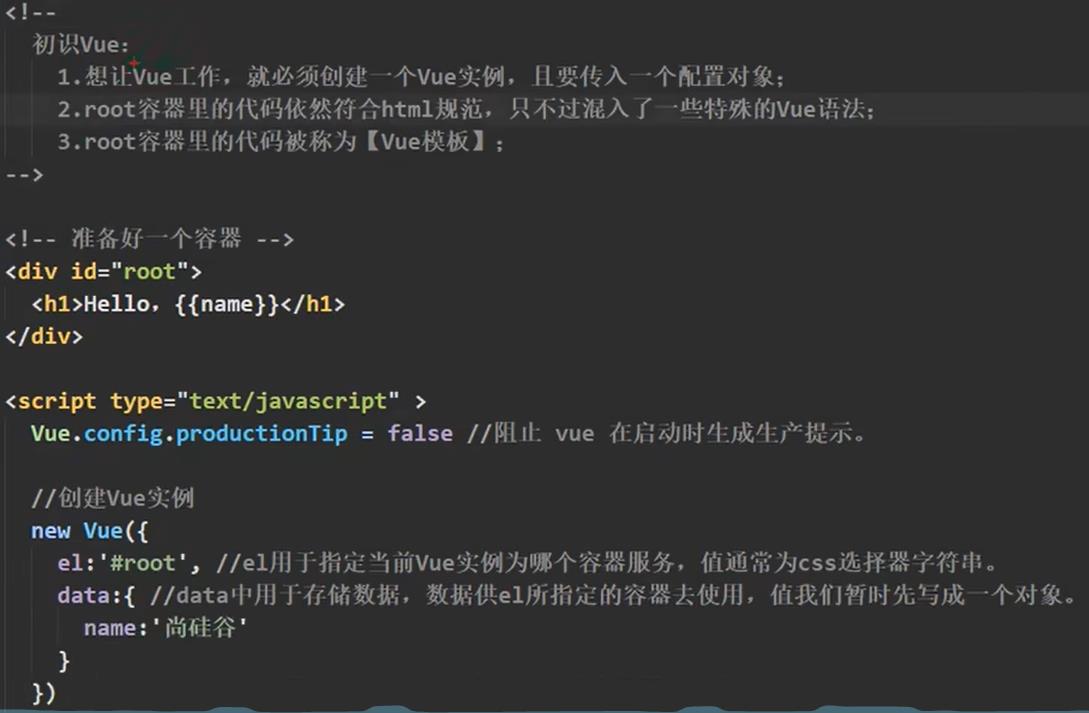 <!--
初识Vue:
1.想让Vue工作，就必须创建一个Vue实例，且要传入一个配置对象；
2.root容器里的代码依然符合html规范，只不过混入了一些特殊的Vue语法；
3.root容器里的代码被称为【Vue模板】；
-->
<!-- 准备好一个容器 -->
<div id="root">
<h1>Hello，{{name}}</h1>
</div>
<script type="text/javascript" >
Vue.config.productionTip = false //阻止 vue 在启动时生成生产提示。
//创建Vue实例
new Vue({
el:'#root', //el用于指定当前Vue实例为哪个容器服务，值通常为css选择器字符串。
data:{ //data中用于存储数据，数据供el所指定的容器去使用，值我们暂时先写成一个对象。
name:'尚硅谷'
}
})